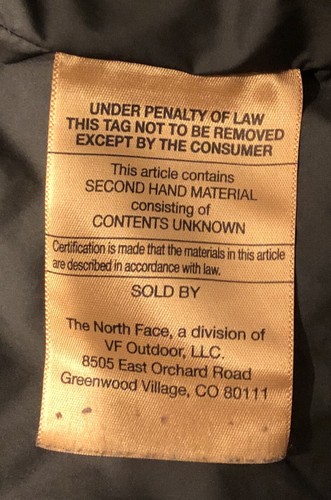 UNDER PENALTY OF LAW
THIS TAG NOT TO BE REMOVED
EXCEPT BY THE CONSUMER
This article contains
SECOND HAND MATERIAL
consisting of
CONTENTS UNKNOWN
Certification is made that the materials in this article
are described in accordance with law.
SOLD BY
The North Face, a division of
VF Outdoor, LLC.
8505 East Orchard Road
Greenwood Village, CO 80111